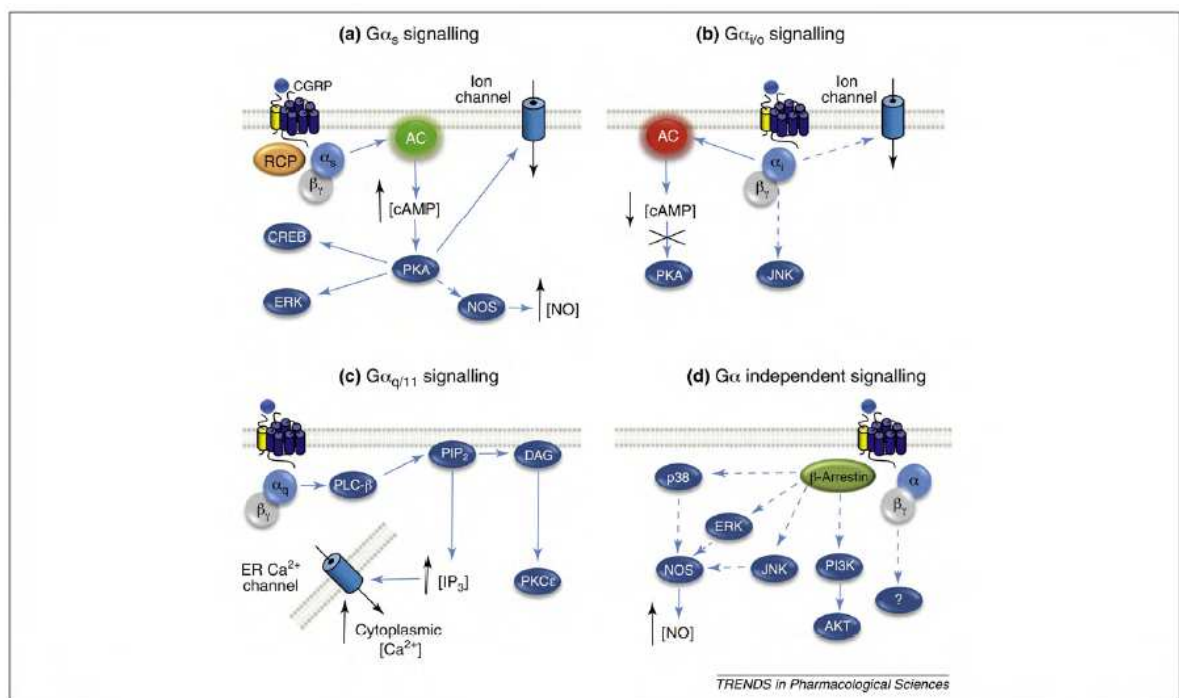 (a) Gαs signalling
CGRP
Ion
channel
AC
RCP
αs
βγ
[cAMP]
CREB
PKA
ERK
NOS
[NO]
(b) Gαi/o signalling
Ion
channel
AC
αi
βγ
[cAMP]
PKA
JNK
(c) Gαq/11 signalling
PIP2
DAG
αq
PLC-β
βγ
ER Ca2+
channel
[IP3]
PKCε
Cytoplasmic
[Ca2+]
(d) Gα independent signalling
p38
β-Arrestin
α
βγ
ERK
NOS
JNK
PI3K
?
AKT
[NO]
TRENDS in Pharmacological Sciences